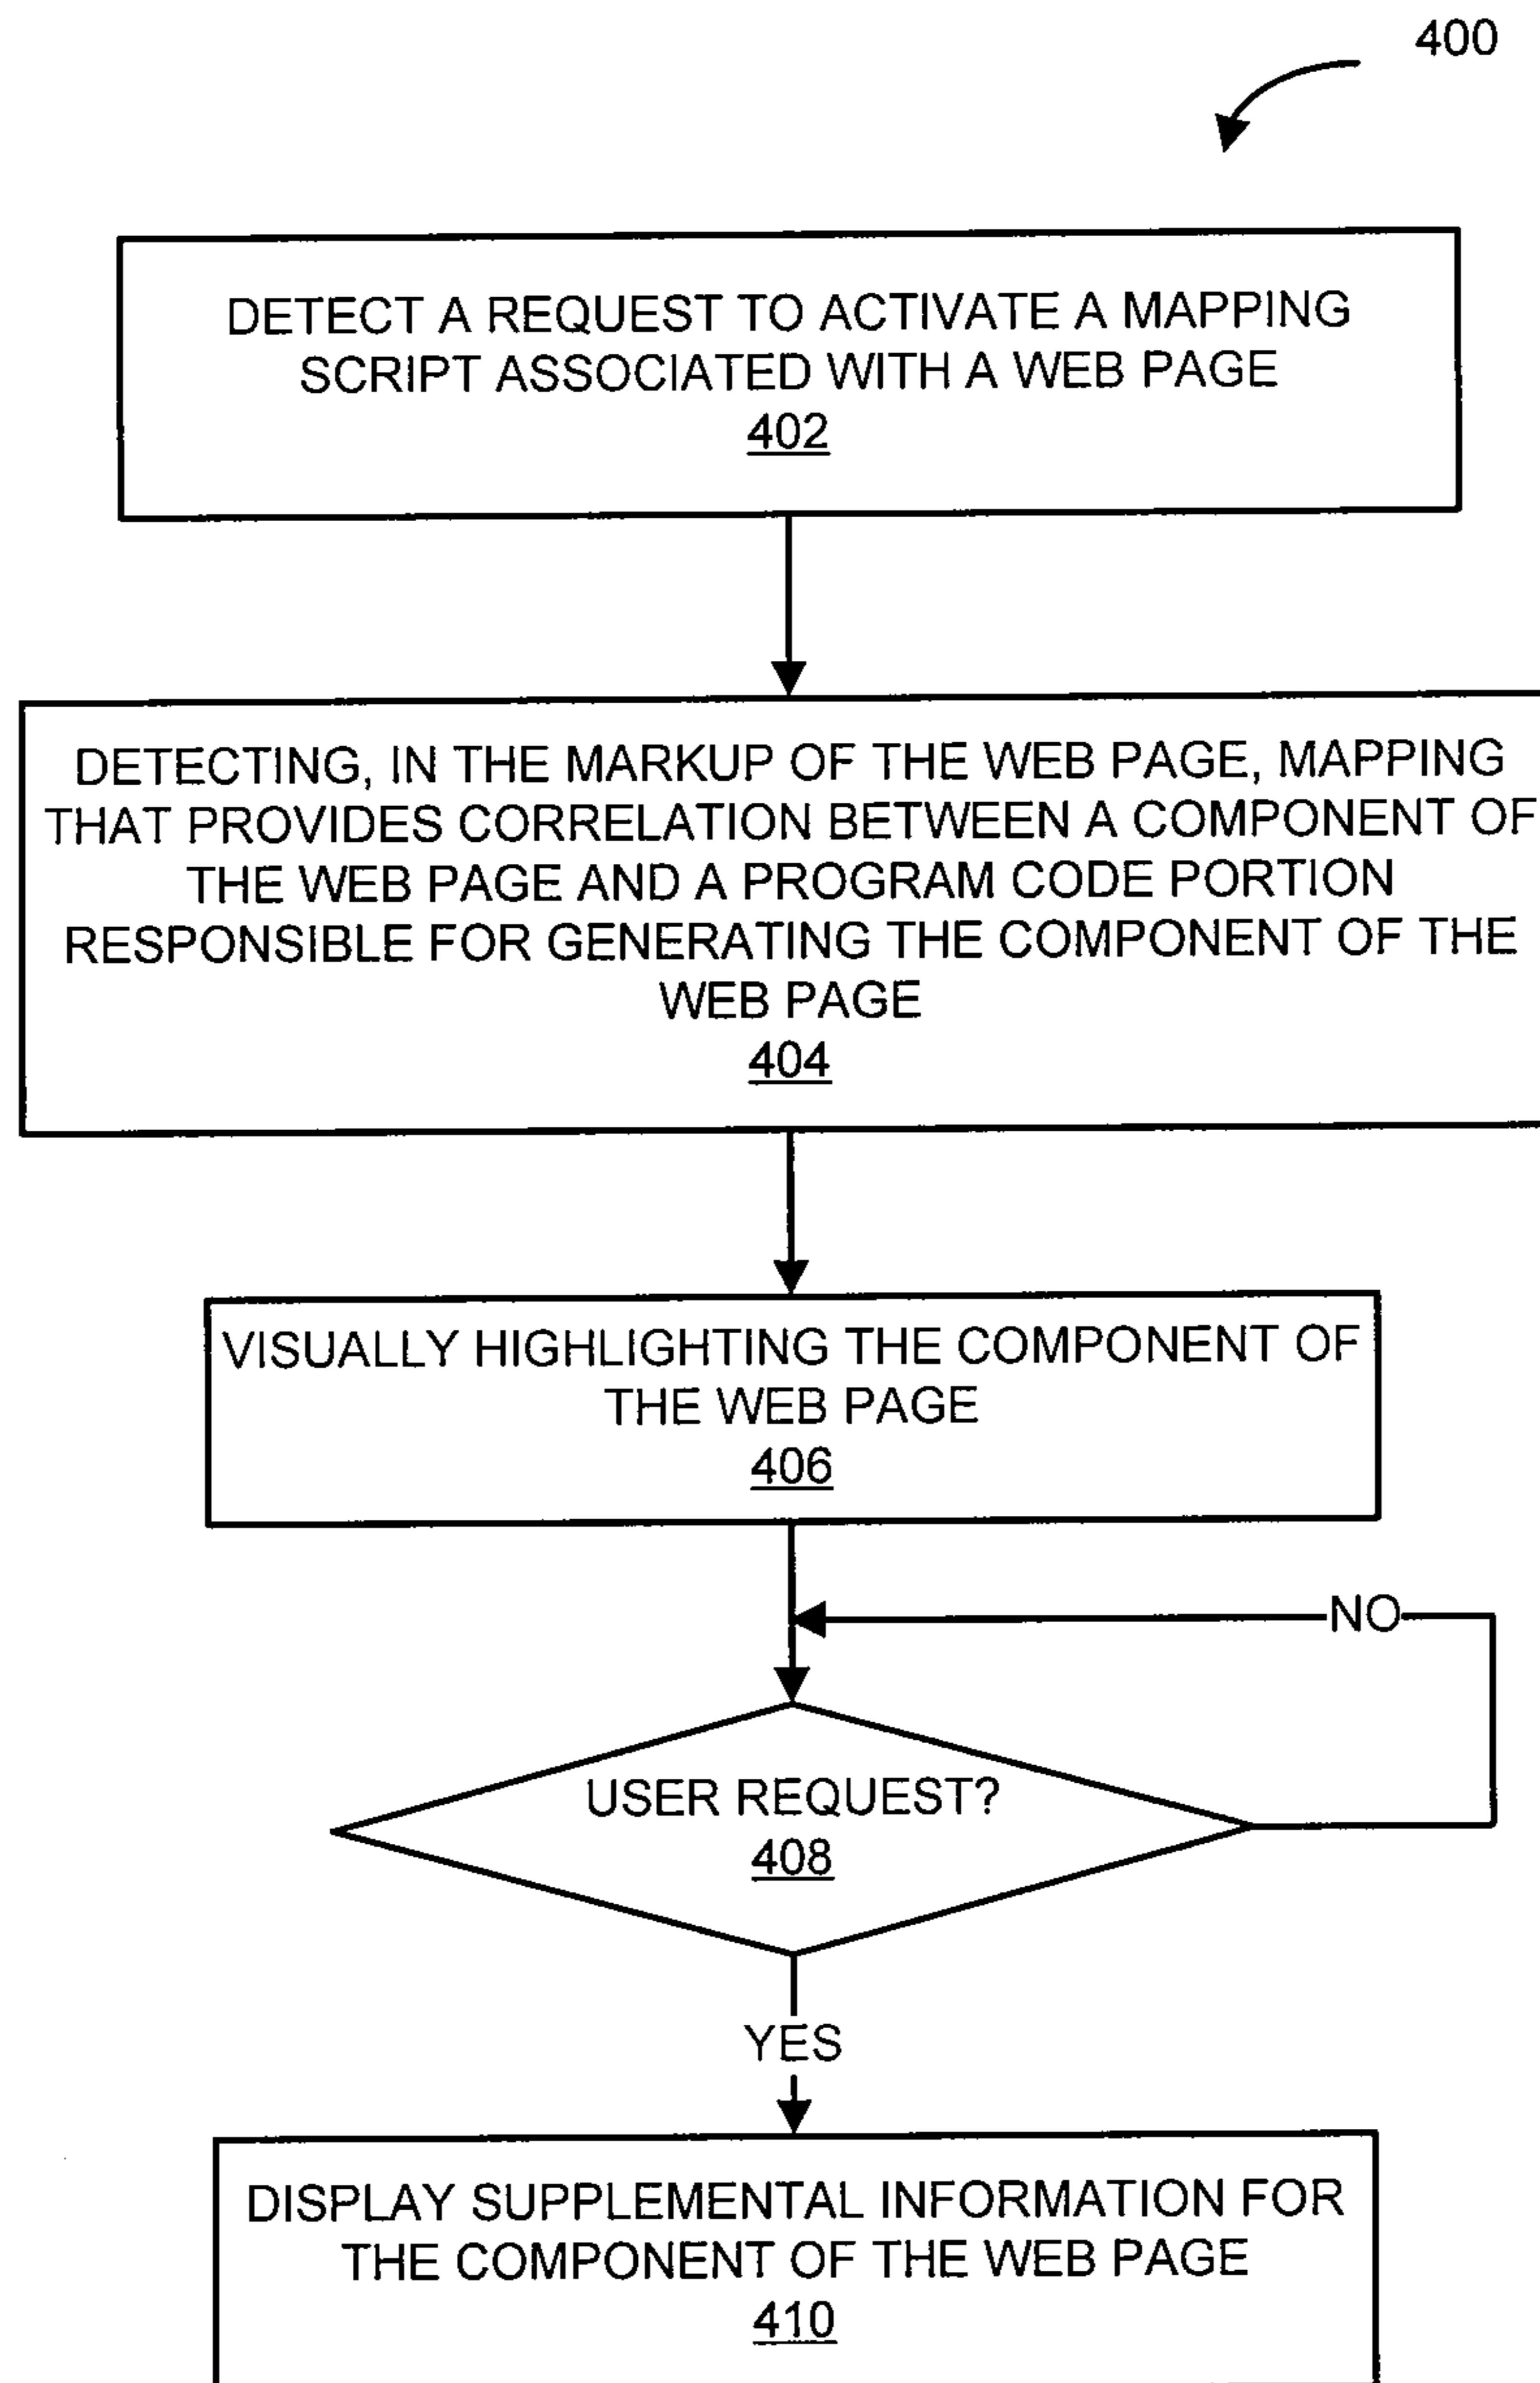 400
DETECT A REQUEST TO ACTIVATE A MAPPING
SCRIPT ASSOCIATED WITH A WEB PAGE
402
DETECTING, IN THE MARKUP OF THE WEB PAGE, MAPPING
THAT PROVIDES CORRELATION BETWEEN A COMPONENT OF
THE WEB PAGE AND A PROGRAM CODE PORTION
RESPONSIBLE FOR GENERATING THE COMPONENT OF THE
WEB PAGE
404
VISUALLY HIGHLIGHTING THE COMPONENT OF
THE WEB PAGE
406
NO
USER REQUEST?
408
YES
DISPLAY SUPPLEMENTAL INFORMATION FOR
THE COMPONENT OF THE WEB PAGE
410